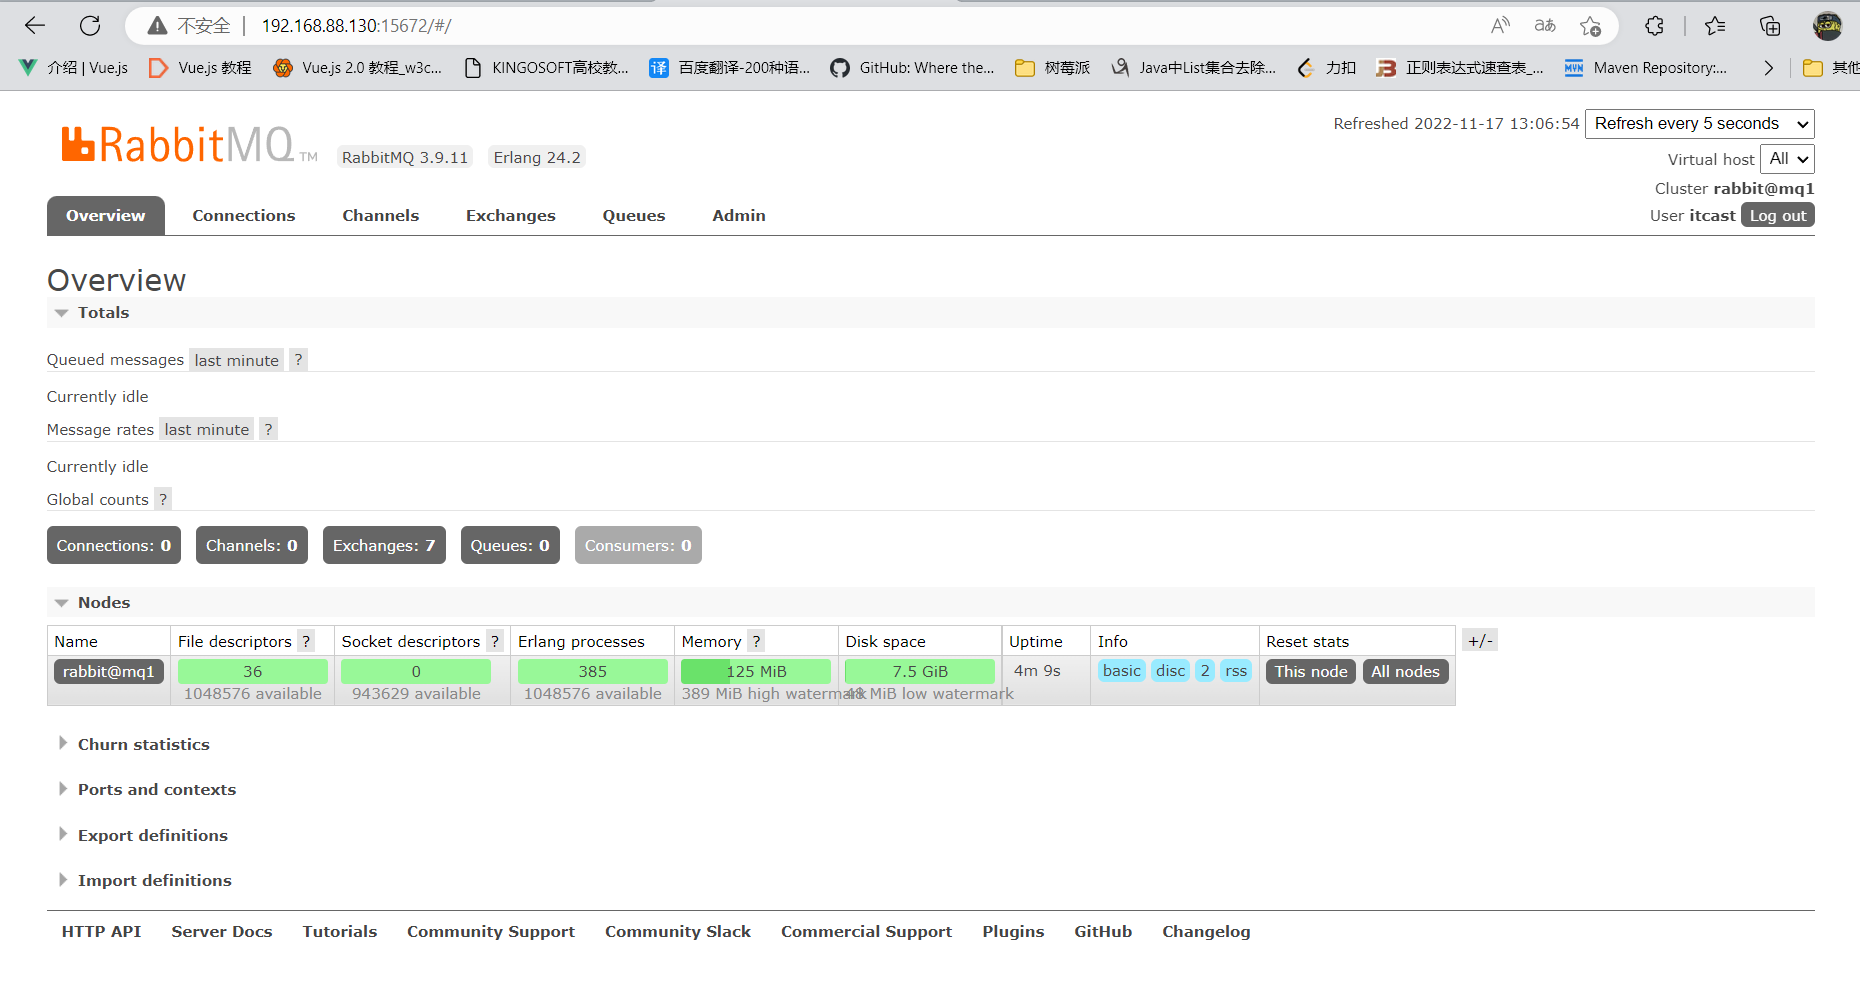 不安全 | 192.168.88.130:15672/#/
介绍 | Vue.js Vue.js 教程 Vue.js 2.0 教程_w3c... KINGOSOFT高校教... 百度翻译-200种语... GitHub: Where the... 树莓派 Java中List集合去除... 力扣 正则表达式速查表_... Maven Repository:... 其他
RabbitMQ TM RabbitMQ 3.9.11 Erlang 24.2
Refreshed 2022-11-17 13:06:54 Refresh every 5 seconds
Virtual host All
Cluster rabbit@mq1
User itcast Log out
Overview Connections Channels Exchanges Queues Admin
Overview
Totals
Queued messages last minute ?
Currently idle
Message rates last minute ?
Currently idle
Global counts ?
Connections: 0 Channels: 0 Exchanges: 7 Queues: 0 Consumers: 0
Nodes
Name File descriptors ? Socket descriptors ? Erlang processes Memory ? Disk space Uptime Info Reset stats +/-
rabbit@mq1 36 0 385 125 MiB 7.5 GiB 4m 9s basic disc 2 rss This node All nodes
1048576 available 943629 available 1048576 available 389 MiB high watermark 48 MiB low watermark
Churn statistics
Ports and contexts
Export definitions
Import definitions
HTTP API Server Docs Tutorials Community Support Community Slack Commercial Support Plugins GitHub Changelog